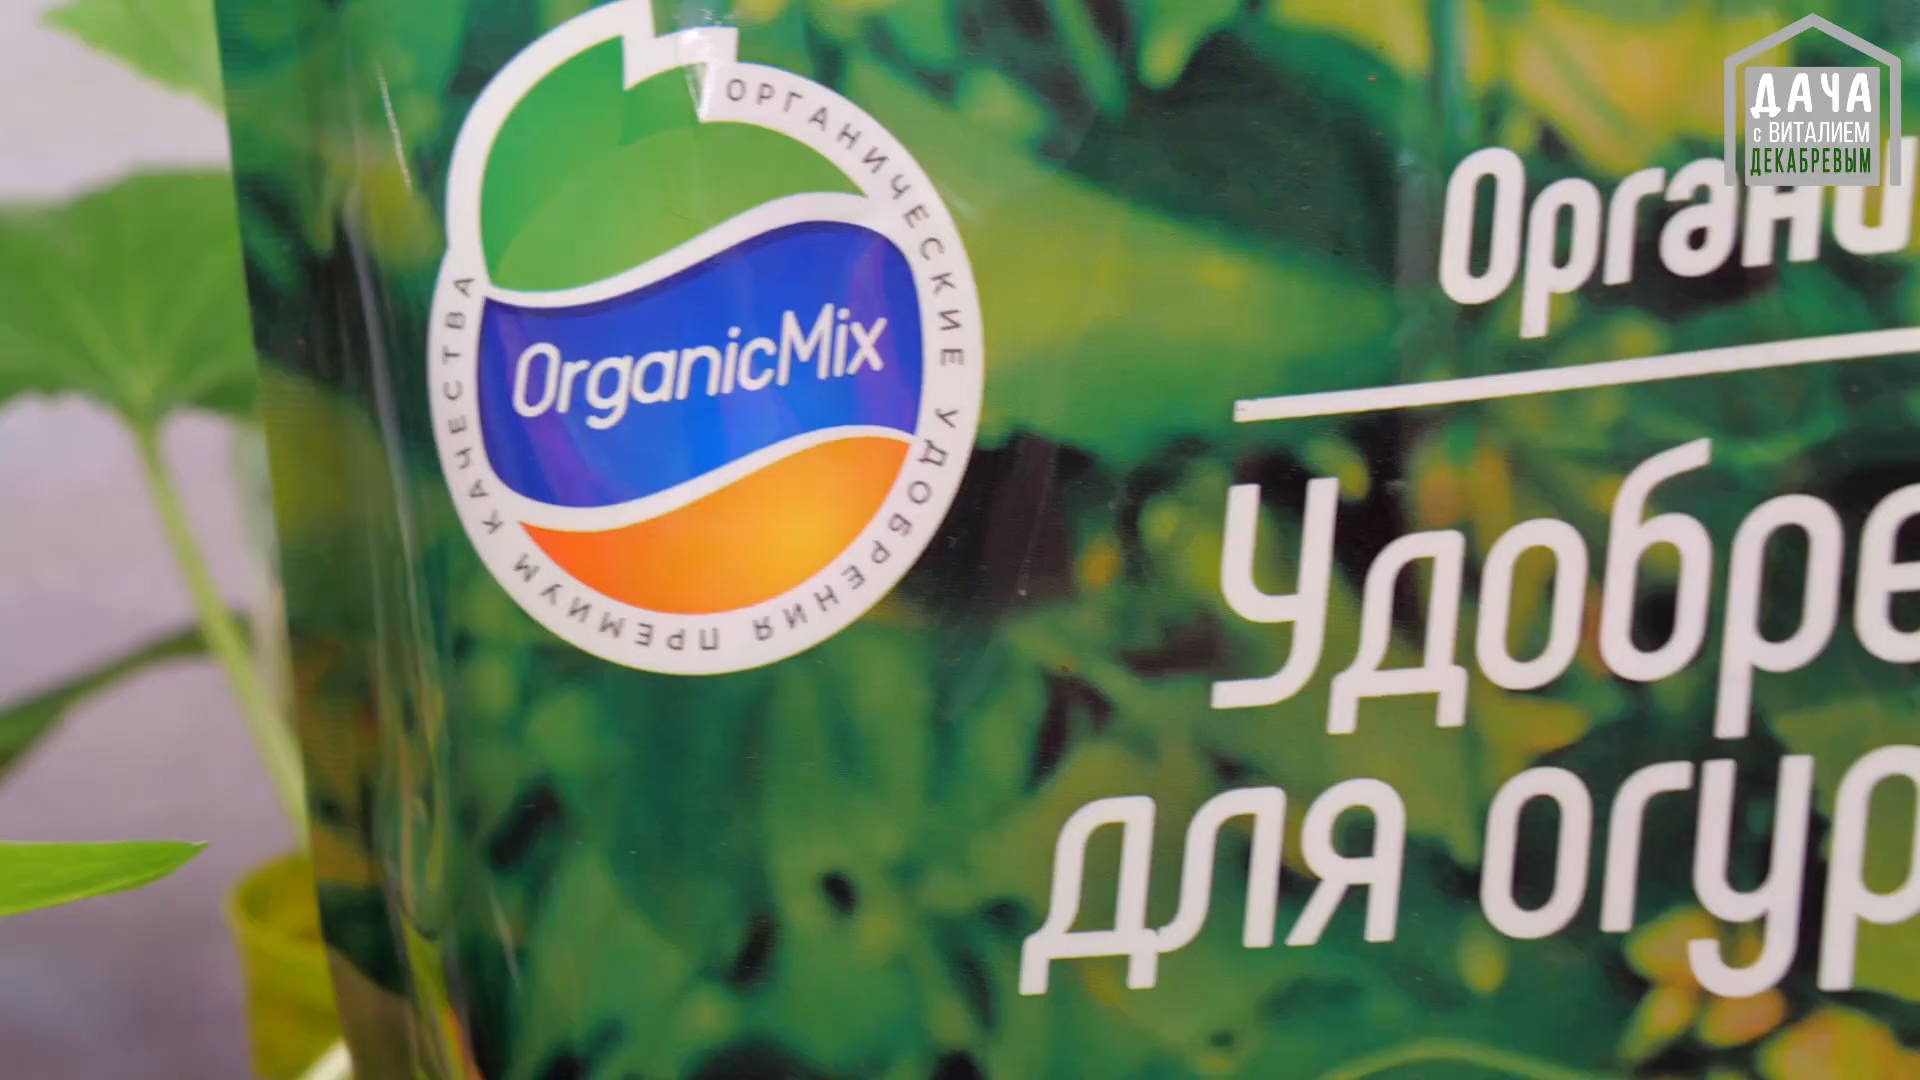 ОРГАНИЧЕСКИЕ УДОБРЕНИЯ ПРЕМИУМ КАЧЕСТВА
OrganicMix
ДАЧА
с ВИТАЛИЕМ
ДЕКАБРЕВЫМ
Органи
Удобре
для огур